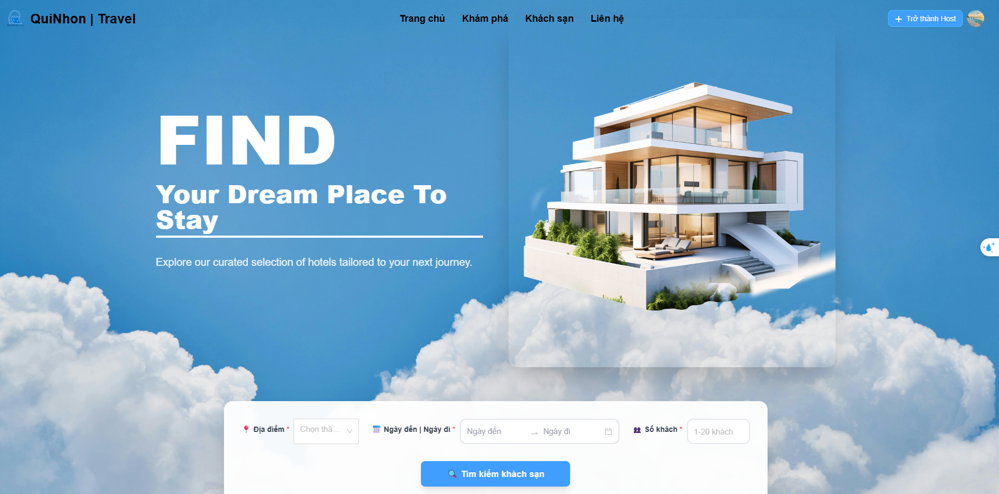 QuiNhon | Travel
Trang chủ
Khám phá
Khách sạn
Liên hệ
Trở thành Host
FIND
Your Dream Place To
Stay
Explore our curated selection of hotels tailored to your next journey.
Địa điểm *
Chọn thà...
Ngày đến | Ngày đi *
Ngày đến
Ngày đi
Số khách *
1-20 khách
Tìm kiếm khách sạn